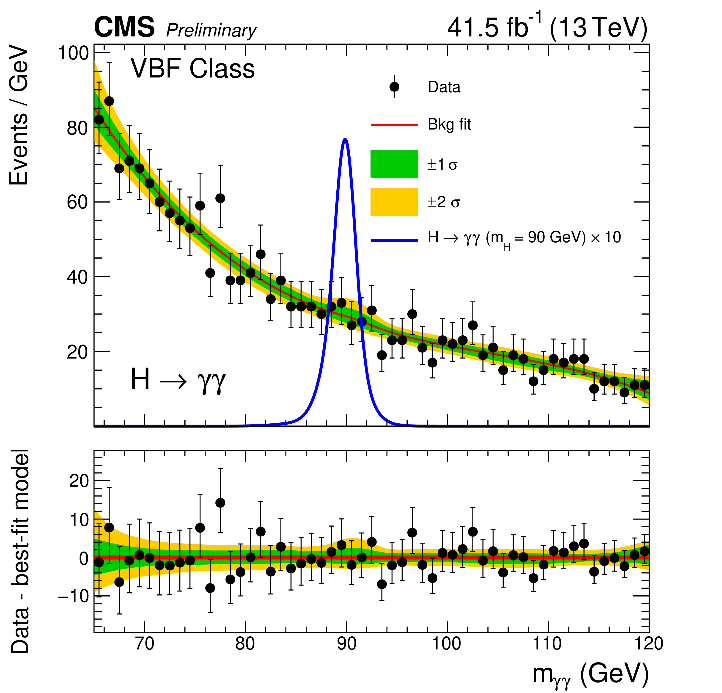 CMS Preliminary 41.5 fb⁻¹ (13 TeV)
Events / GeV
100
80
60
40
20
VBF Class
Data
Bkg fit
±1 σ
±2 σ
H → γγ (m_H = 90 GeV) × 10
H → γγ
Data - best-fit model
20
10
0
−10
70 80 90 100 110 120
m_γγ (GeV)